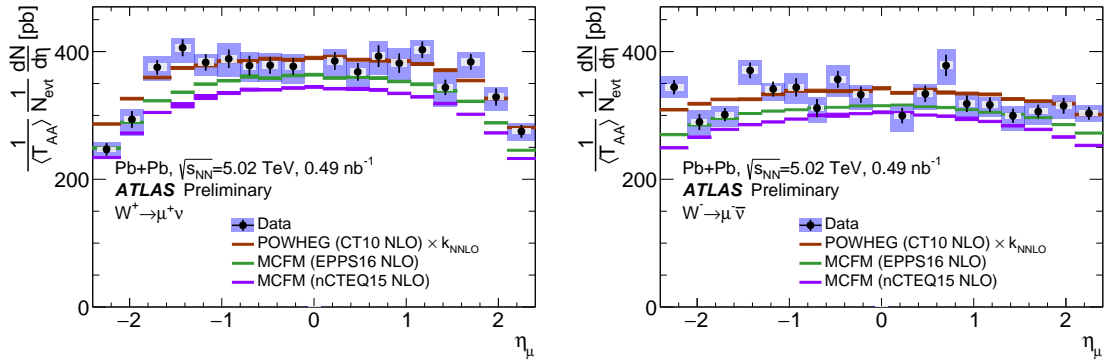 1/⟨T_AA⟩ 1/N_evt dN/dη [pb]
400
200
0
Pb+Pb, √s_NN=5.02 TeV, 0.49 nb⁻¹
ATLAS Preliminary
W⁺→μ⁺ν
Data
POWHEG (CT10 NLO) × k_NNLO
MCFM (EPPS16 NLO)
MCFM (nCTEQ15 NLO)
−2 −1 0 1 2
η_μ
1/⟨T_AA⟩ 1/N_evt dN/dη [pb]
400
200
0
Pb+Pb, √s_NN=5.02 TeV, 0.49 nb⁻¹
ATLAS Preliminary
W⁻→μ⁻ν̅
Data
POWHEG (CT10 NLO) × k_NNLO
MCFM (EPPS16 NLO)
MCFM (nCTEQ15 NLO)
−2 −1 0 1 2
η_μ